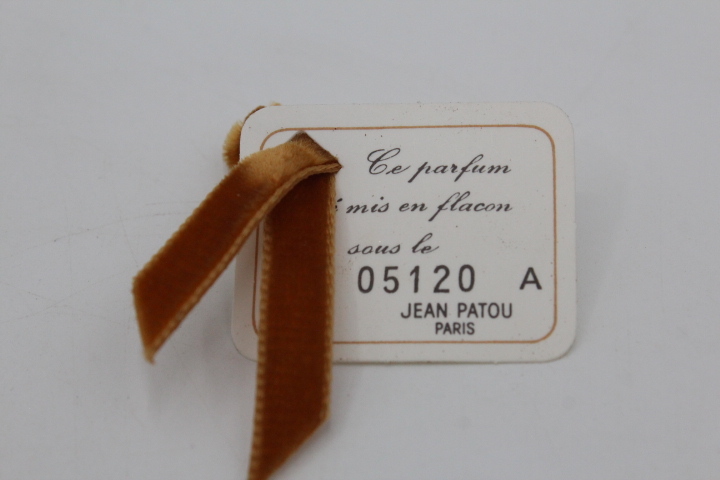 Ce parfum
mis en flacon
sous le
05120 A
JEAN PATOU
PARIS